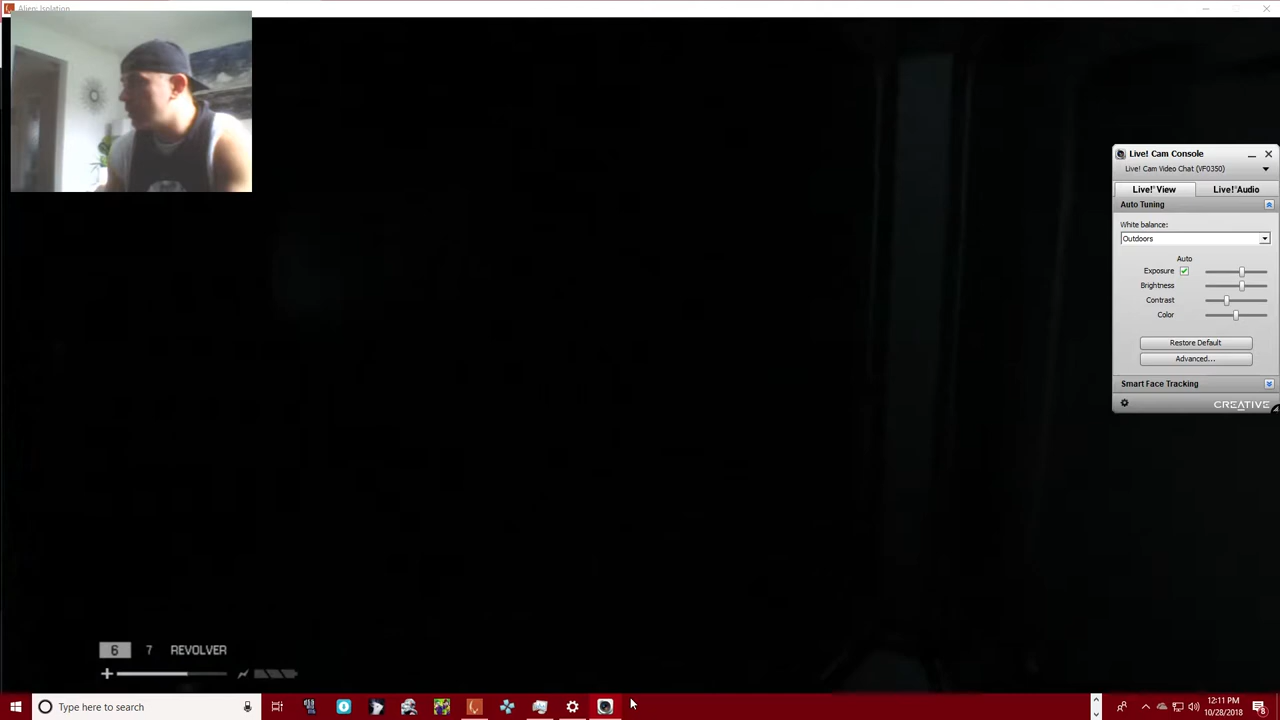 Alien: Isolation
Live! Cam Console
Live! Cam Video Chat (VF0350)
Live! View Live! Audio
Auto Tuning
White balance:
Outdoors
Auto
Exposure
Brightness
Contrast
Color
Restore Default
Advanced...
Smart Face Tracking
CREATIVE
6 7 REVOLVER
Type here to search
12:11 PM
10/28/2018
8